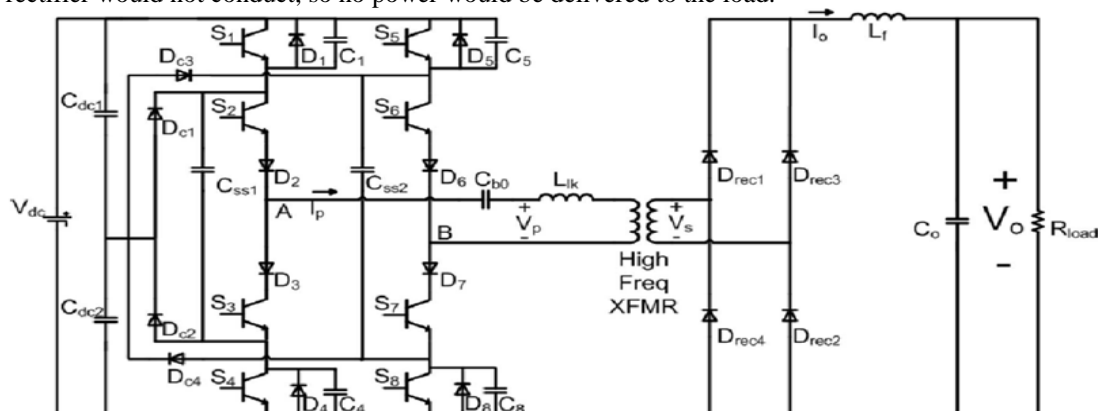 rectifier would not conduct, so no power would be delivered to the load.
S1 D1 C1 S5 D5 C5
Io Lf
Dc3
Cdc1 Dc1 S2 S6
Css1 D2 Css2 D6 Cb0 Llk
Drec1 Drec3
Vdc A Ip + Vp - + Vs -
B
Co + Vo - Rload
High
Freq
XFMR
D3 D7
Cdc2 Dc2 S3 S7
Drec4 Drec2
Dc4 S4 D4 C4 S8 D8 C8